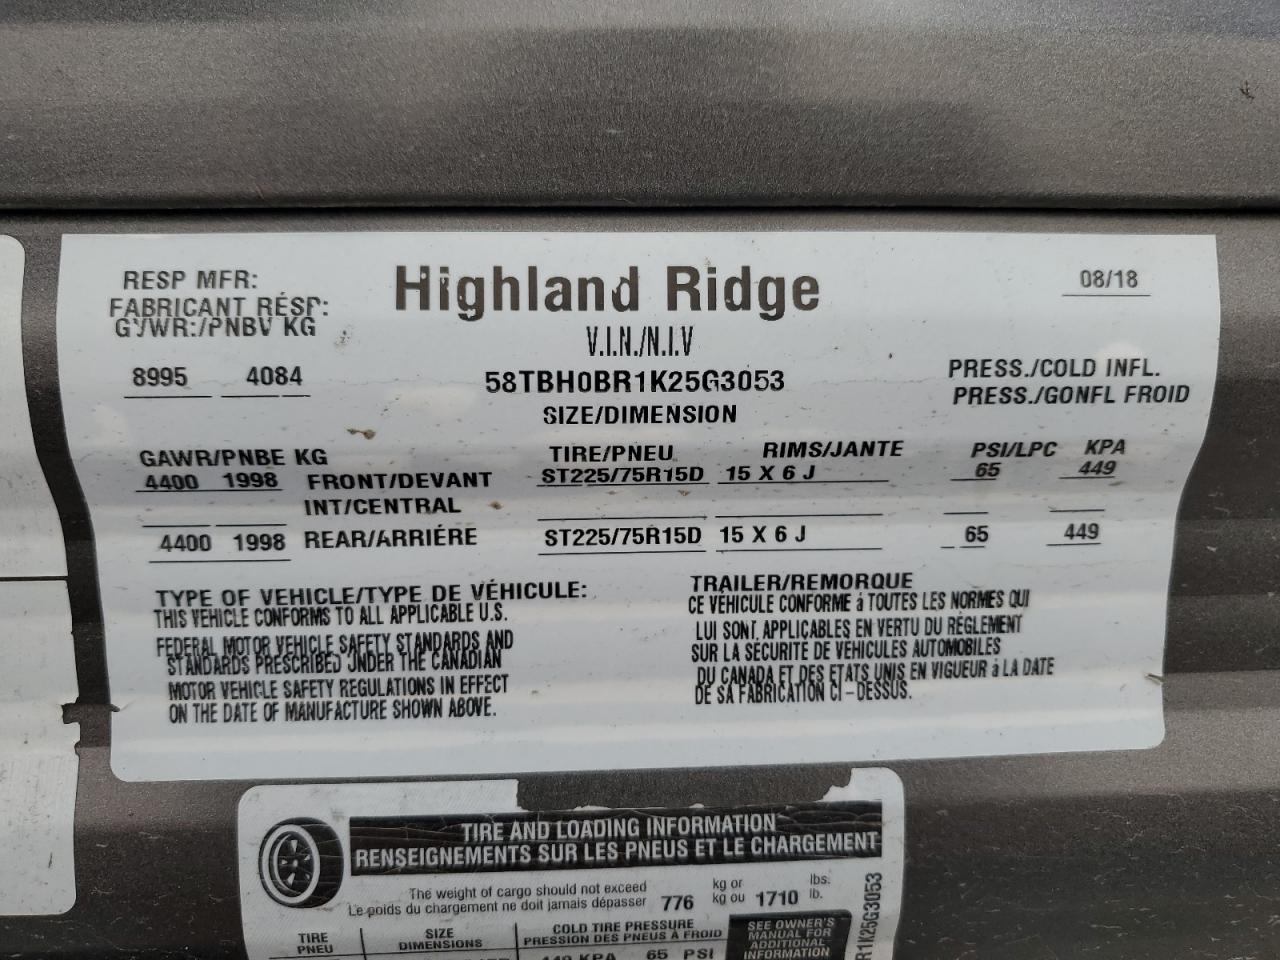 RESP MFR:
FABRICANT RÉSP:
GVWR:/PNBV KG
Highland Ridge
08/18
V.I.N./N.I.V
8995 4084
58TBH0BR1K25G3053
PRESS./COLD INFL.
PRESS./GONFL FROID
SIZE/DIMENSION
GAWR/PNBE KG TIRE/PNEU RIMS/JANTE PSI/LPC KPA
4400 1998 FRONT/DEVANT ST225/75R15D 15 X 6 J 65 449
INT/CENTRAL
4400 1998 REAR/ARRIÉRE ST225/75R15D 15 X 6 J 65 449
TYPE OF VEHICLE/TYPE DE VÉHICULE: TRAILER/REMORQUE
THIS VEHICLE CONFORMS TO ALL APPLICABLE U.S.
FEDERAL MOTOR VEHICLE SAFETY STANDARDS AND
STANDARDS PRESCRIBED UNDER THE CANADIAN
MOTOR VEHICLE SAFETY REGULATIONS IN EFFECT
ON THE DATE OF MANUFACTURE SHOWN ABOVE.
CE VÉHICULE CONFORME à TOUTES LES NORMES QUI
LUI SONT APPLICABLES EN VERTU DU RÉGLEMENT
SUR LA SÉCURITE DE VÉHICULES AUTOMOBILES
DU CANADA ET DES ETATS UNIS EN VIGUEUR à LA DATE
DE SA FABRICATION CI-DESSUS.
TIRE AND LOADING INFORMATION
RENSEIGNEMENTS SUR LES PNEUS ET LE CHARGEMENT
The weight of cargo should not exceed
Le poids du chargement ne doit jamais dépasser
776 kg or
kg ou 1710 lbs.
lb.
TIRE
PNEU
SIZE
DIMENSIONS
COLD TIRE PRESSURE
PRESSION DES PNEUS À FROID
SEE OWNER'S
MANUAL FOR
ADDITIONAL
INFORMATION
449 KPA 65 PSI
R1K25G3053